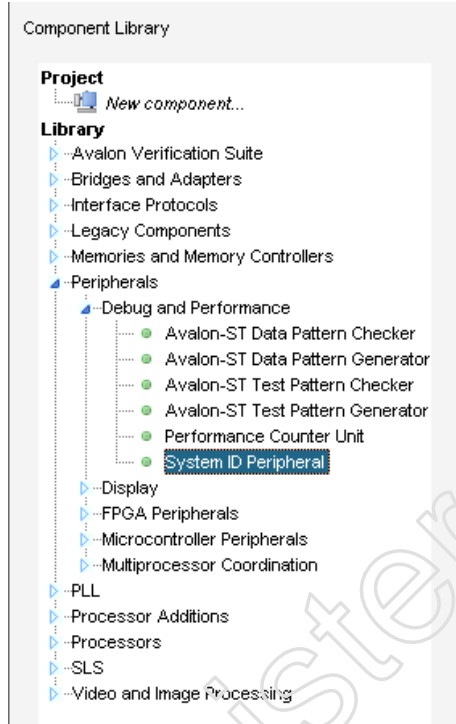 Component Library
Project
New component...
Library
Avalon Verification Suite
Bridges and Adapters
Interface Protocols
Legacy Components
Memories and Memory Controllers
Peripherals
Debug and Performance
Avalon-ST Data Pattern Checker
Avalon-ST Data Pattern Generator
Avalon-ST Test Pattern Checker
Avalon-ST Test Pattern Generator
Performance Counter Unit
System ID Peripheral
Display
FPGA Peripherals
Microcontroller Peripherals
Multiprocessor Coordination
PLL
Processor Additions
Processors
SLS
Video and Image Processing